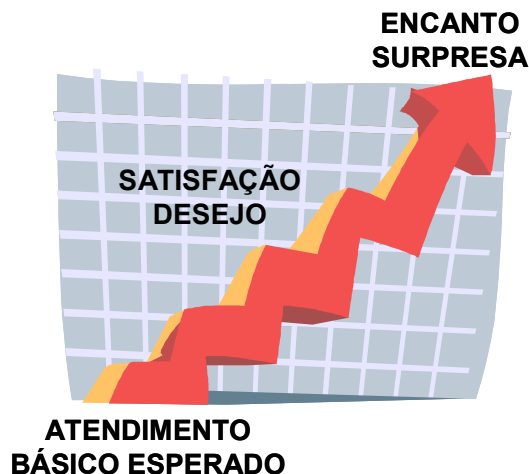 ENCANTO
SURPRESA
SATISFAÇÃO
DESEJO
ATENDIMENTO
BÁSICO ESPERADO